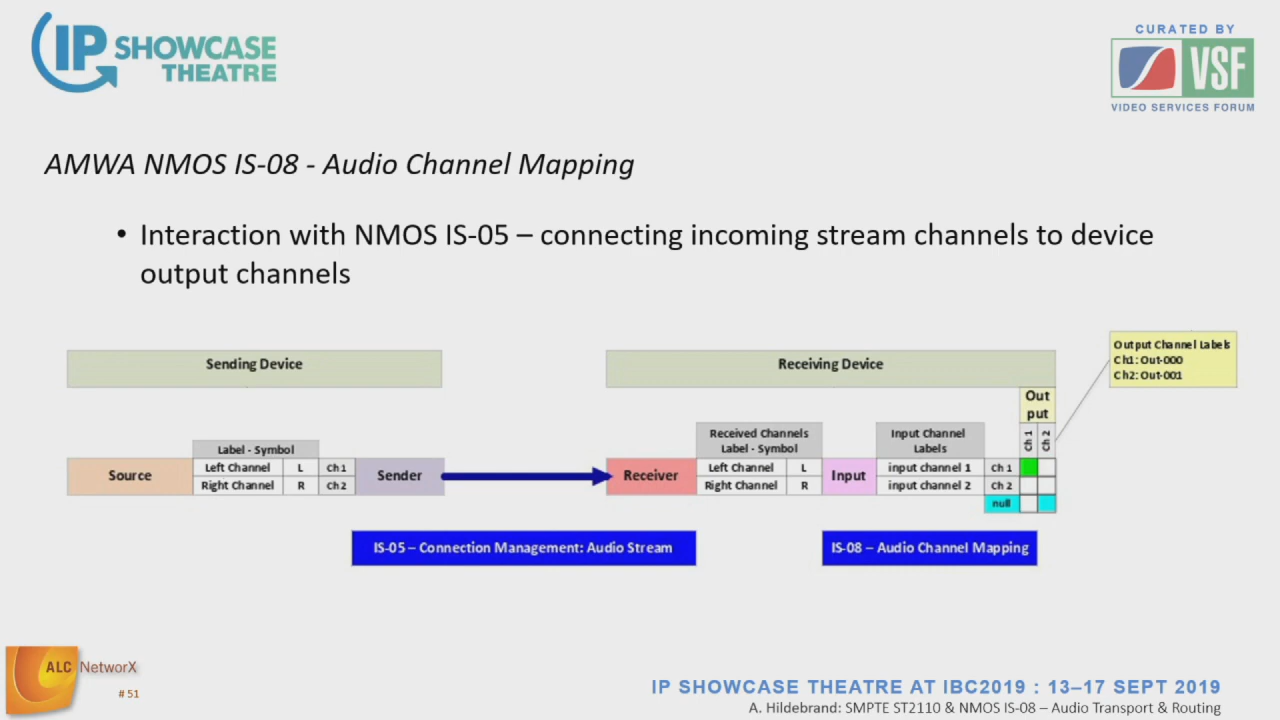 IP SHOWCASE THEATRE
CURATED BY
VSF
VIDEO SERVICES FORUM
AMWA NMOS IS-08 - Audio Channel Mapping
• Interaction with NMOS IS-05 – connecting incoming stream channels to device
output channels
Sending Device
Receiving Device
Output Channel Labels
Ch1: Out-000
Ch2: Out-001
Out
put
Ch 1
Ch 2
Label - Symbol
Received Channels
Label - Symbol
Input Channel
Labels
Source
Left Channel L Ch 1
Right Channel R Ch 2
Sender
Receiver
Left Channel L
Right Channel R
Input
input channel 1 Ch 1
input channel 2 Ch 2
null
IS-05 – Connection Management: Audio Stream
IS-08 – Audio Channel Mapping
ALC NetworX
# 51
IP SHOWCASE THEATRE AT IBC2019 : 13–17 SEPT 2019
A. Hildebrand: SMPTE ST2110 & NMOS IS-08 – Audio Transport & Routing